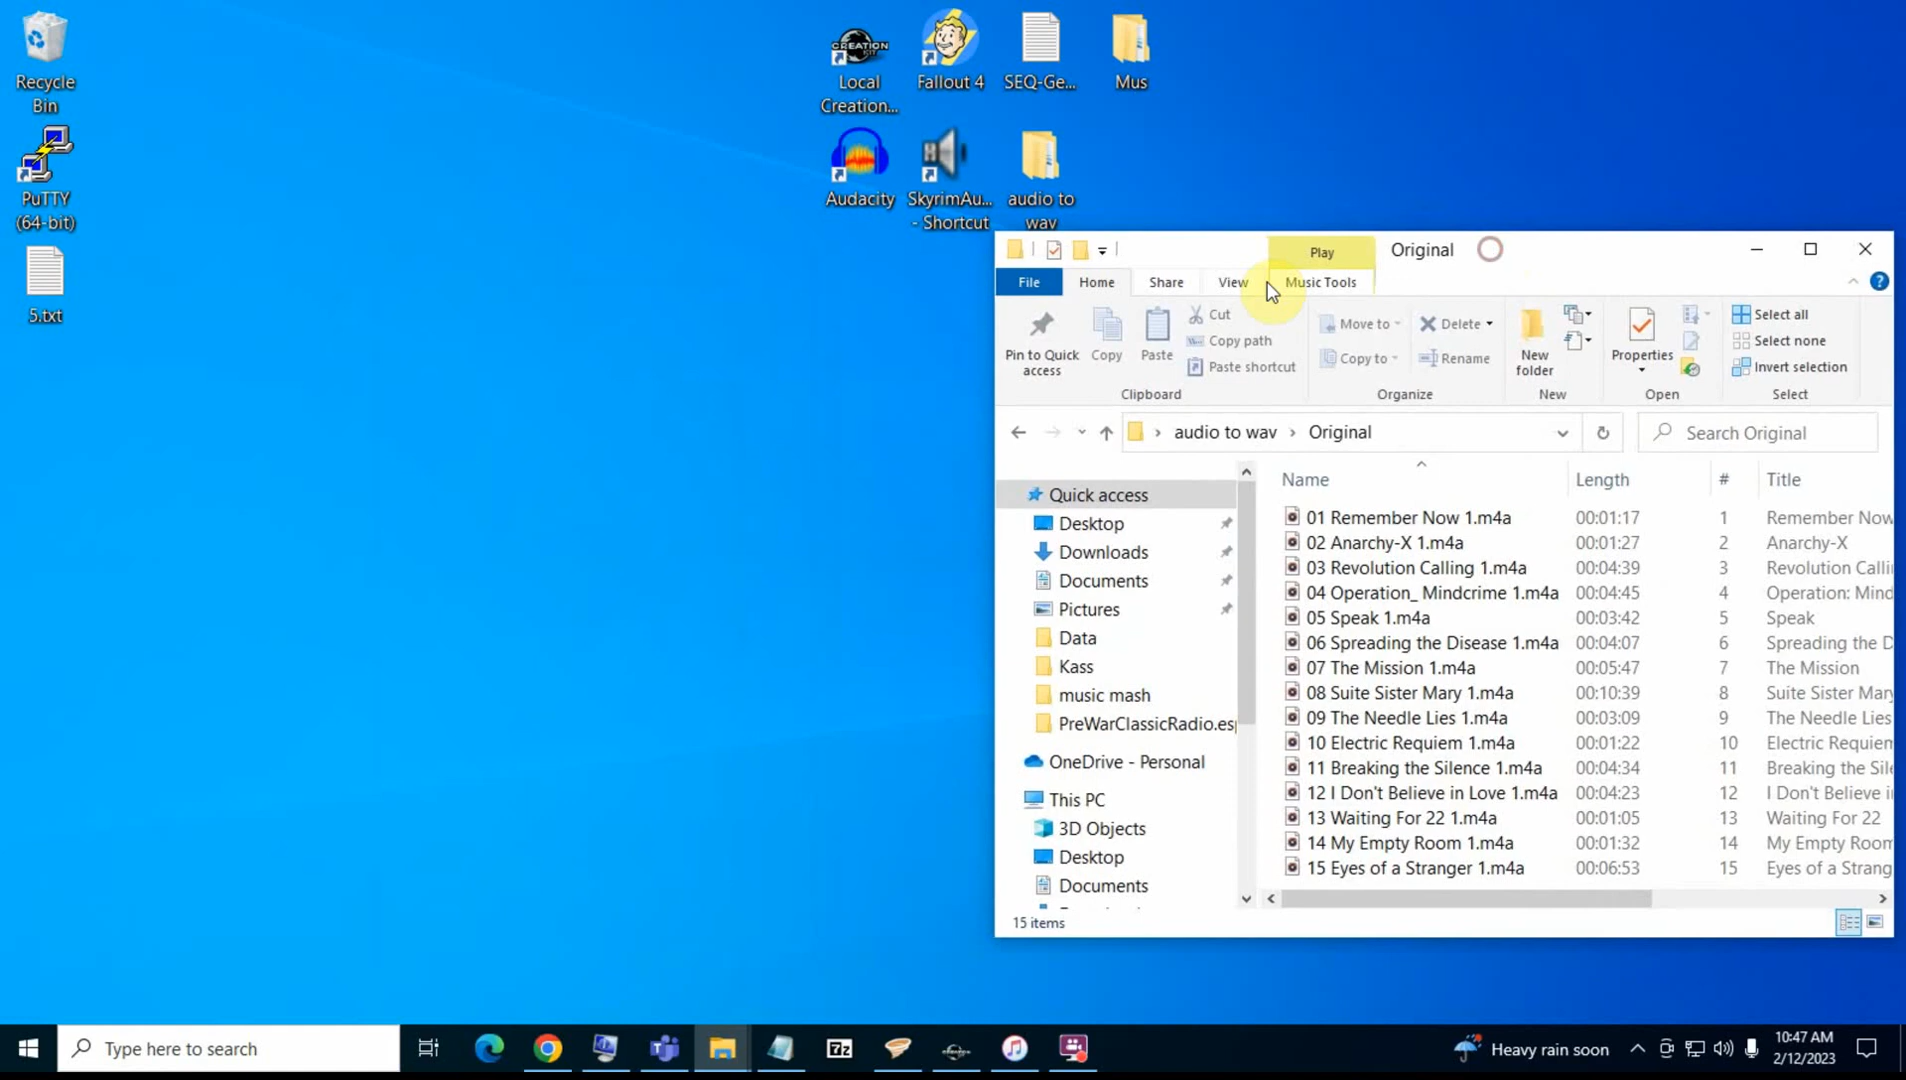 Recycle
Bin
PuTTY
(64-bit)
5.txt
CREATION
Local
Creation...
Fallout 4
SEQ-Ge...
Mus
Audacity
SkyrimAu...
- Shortcut
audio to
wav
Play
Original
File
Home
Share
View
Music Tools
Pin to Quick
access
Copy
Paste
Cut
Copy path
Paste shortcut
Clipboard
Move to
Copy to
Delete
Rename
Organize
New
folder
New
Properties
Open
Select all
Select none
Invert selection
Select
audio to wav
Original
Search Original
Quick access
Desktop
Downloads
Documents
Pictures
Data
Kass
music mash
PreWarClassicRadio.esp
OneDrive - Personal
This PC
3D Objects
Desktop
Documents
Name Length # Title
01 Remember Now 1.m4a 00:01:17 1 Remember Now
02 Anarchy-X 1.m4a 00:01:27 2 Anarchy-X
03 Revolution Calling 1.m4a 00:04:39 3 Revolution Calli
04 Operation_ Mindcrime 1.m4a 00:04:45 4 Operation: Mind
05 Speak 1.m4a 00:03:42 5 Speak
06 Spreading the Disease 1.m4a 00:04:07 6 Spreading the D
07 The Mission 1.m4a 00:05:47 7 The Mission
08 Suite Sister Mary 1.m4a 00:10:39 8 Suite Sister Mary
09 The Needle Lies 1.m4a 00:03:09 9 The Needle Lies
10 Electric Requiem 1.m4a 00:01:22 10 Electric Requiem
11 Breaking the Silence 1.m4a 00:04:34 11 Breaking the Sile
12 I Don't Believe in Love 1.m4a 00:04:23 12 I Don't Believe i
13 Waiting For 22 1.m4a 00:01:05 13 Waiting For 22
14 My Empty Room 1.m4a 00:01:32 14 My Empty Room
15 Eyes of a Stranger 1.m4a 00:06:53 15 Eyes of a Strang
15 items
Type here to search
7z
Heavy rain soon
10:47 AM
2/12/2023